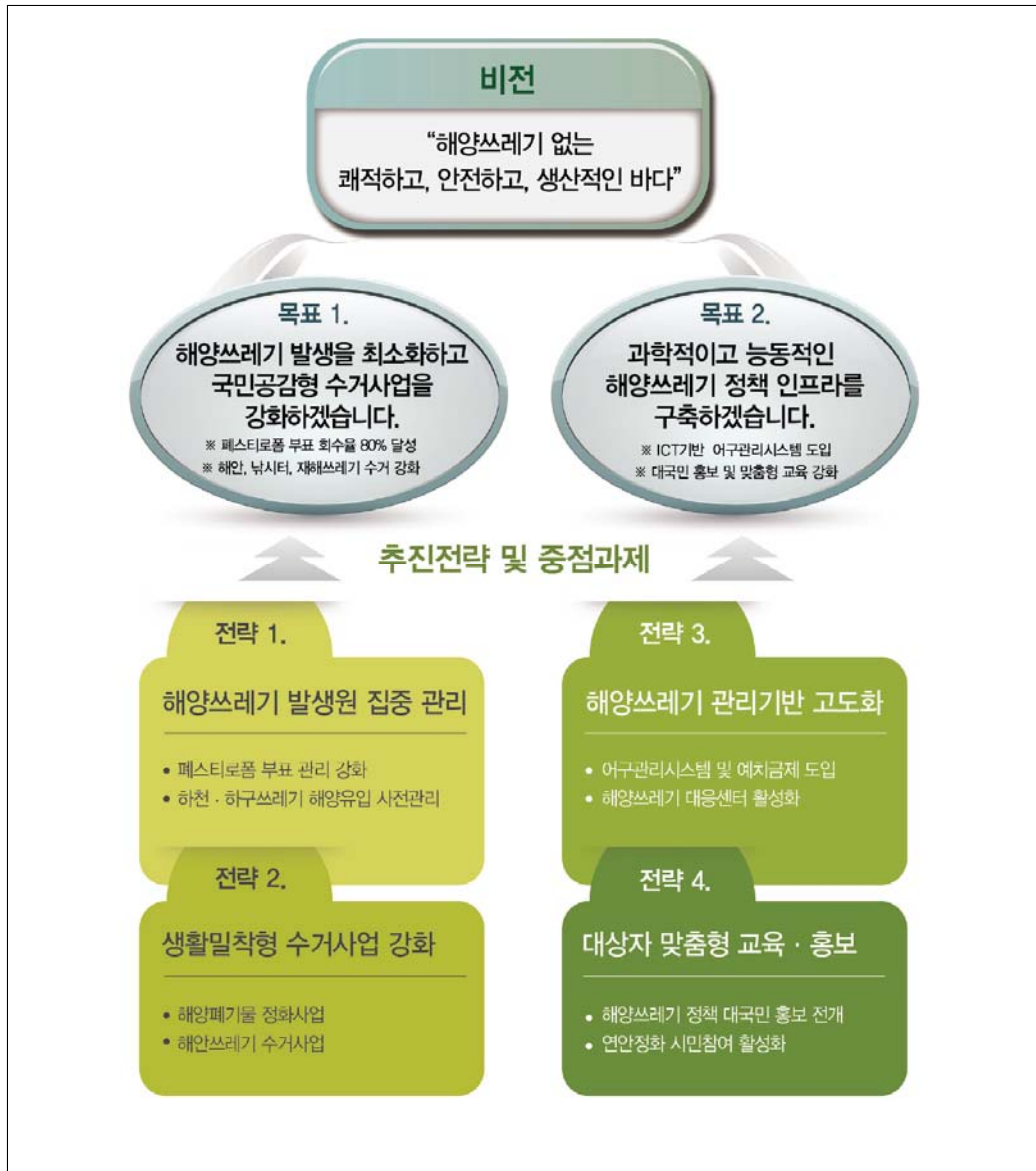 비전
“해양쓰레기 없는
쾌적하고, 안전하고, 생산적인 바다”
목표 1.
해양쓰레기 발생을 최소화하고
국민공감형 수거사업을
강화하겠습니다.
※ 폐스티로폼 부표 회수율 80% 달성
※ 해안, 낚시터, 재해쓰레기 수거 강화
목표 2.
과학적이고 능동적인
해양쓰레기 정책 인프라를
구축하겠습니다.
※ ICT기반 어구관리시스템 도입
※ 대국민 홍보 및 맞춤형 교육 강화
추진전략 및 중점과제
전략 1.
해양쓰레기 발생원 집중 관리
• 폐스티로폼 부표 관리 강화
• 하천 · 하구쓰레기 해양유입 사전관리
전략 2.
생활밀착형 수거사업 강화
• 해양폐기물 정화사업
• 해안쓰레기 수거사업
전략 3.
해양쓰레기 관리기반 고도화
• 어구관리시스템 및 예치금제 도입
• 해양쓰레기 대응센터 활성화
전략 4.
대상자 맞춤형 교육 · 홍보
• 해양쓰레기 정책 대국민 홍보 전개
• 연안정화 시민참여 활성화